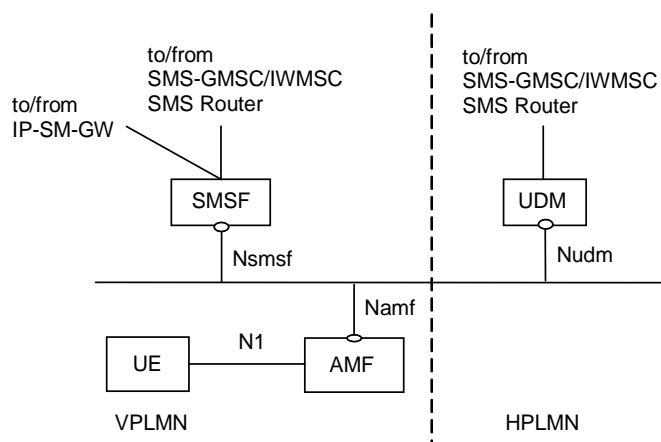 to/from
SMS-GMSC/IWMSC
SMS Router
to/from
SMS-GMSC/IWMSC
SMS Router
to/from
IP-SM-GW
SMSF
UDM
Nsmsf
Nudm
Namf
UE
N1
AMF
VPLMN
HPLMN